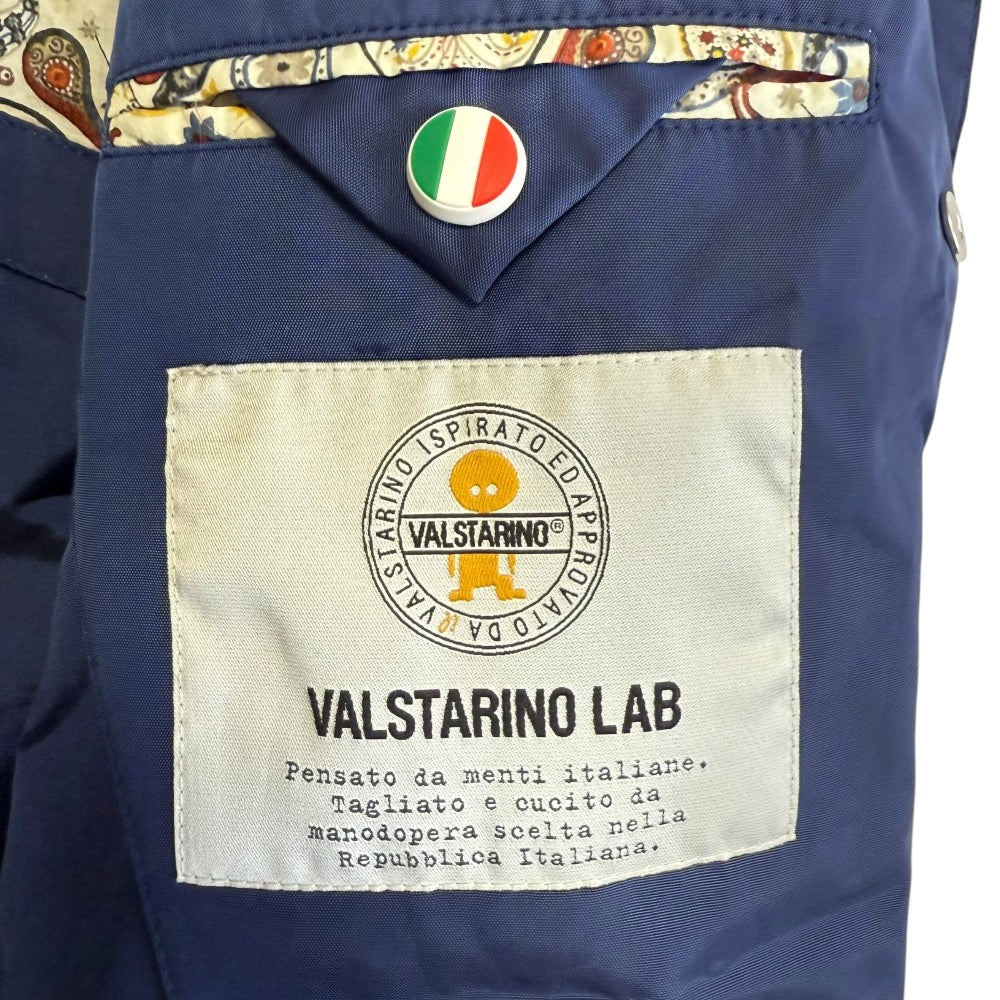 VALSTARINO ISPIRATO ED APPROVATO DA il
VALSTARINO®
VALSTARINO LAB
Pensato da menti italiane.
Tagliato e cucito da
manodopera scelta nella
Repubblica Italiana.